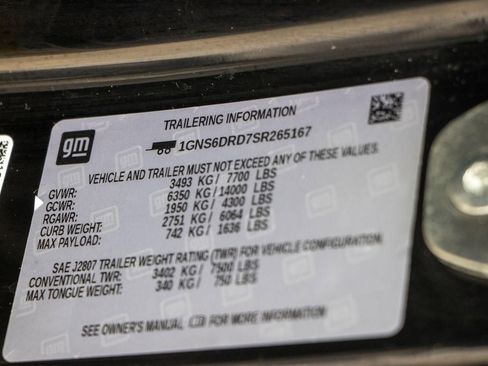 TRAILERING INFORMATION
gm
1GNS6DRD7SR265167
VEHICLE AND TRAILER MUST NOT EXCEED ANY OF THESE VALUES.
GVWR: 3493 KG / 7700 LBS
GCWR: 6350 KG / 14000 LBS
RGAWR: 1950 KG / 4300 LBS
CURB WEIGHT: 2751 KG / 6064 LBS
MAX PAYLOAD: 742 KG / 1636 LBS
SAE J2807 TRAILER WEIGHT RATING (TWR) FOR VEHICLE CONFIGURATION.
CONVENTIONAL TWR: 3402 KG / 7500 LBS
MAX TONGUE WEIGHT: 340 KG / 750 LBS
SEE OWNER'S MANUAL FOR MORE INFORMATION